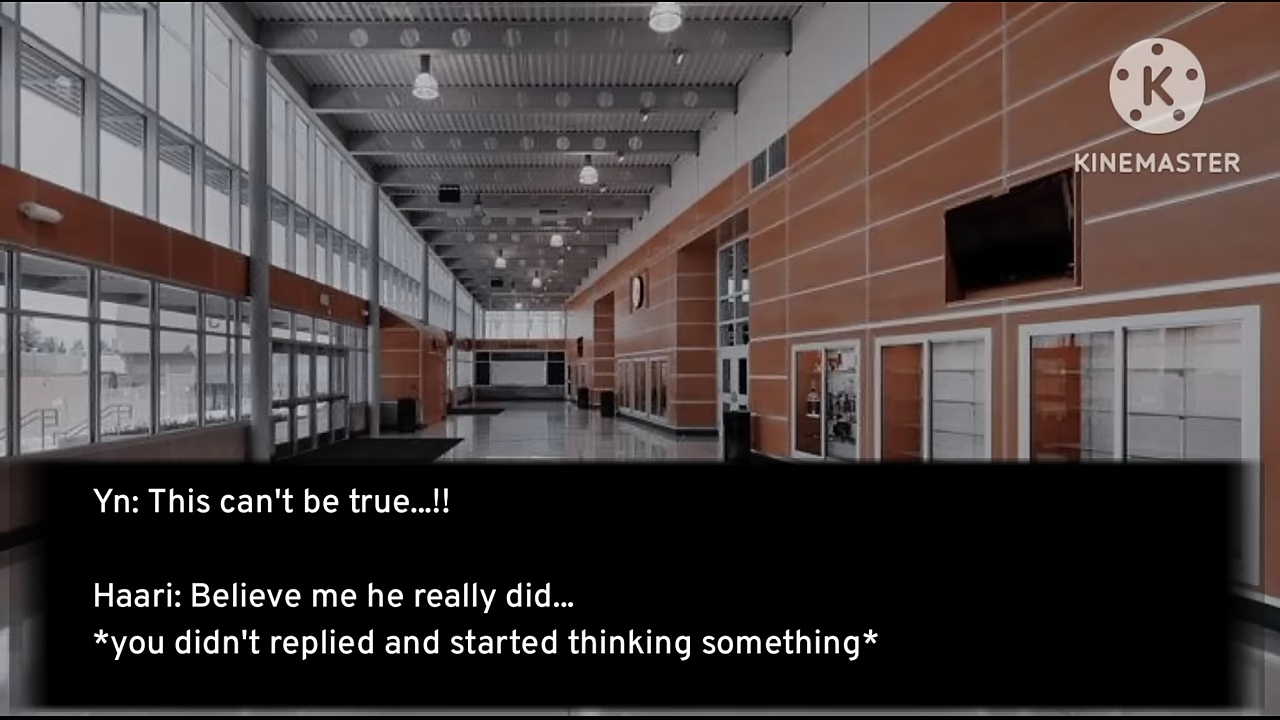 K
KINEMASTER
Yn: This can't be true...!!
Haari: Believe me he really did...
*you didn't replied and started thinking something*